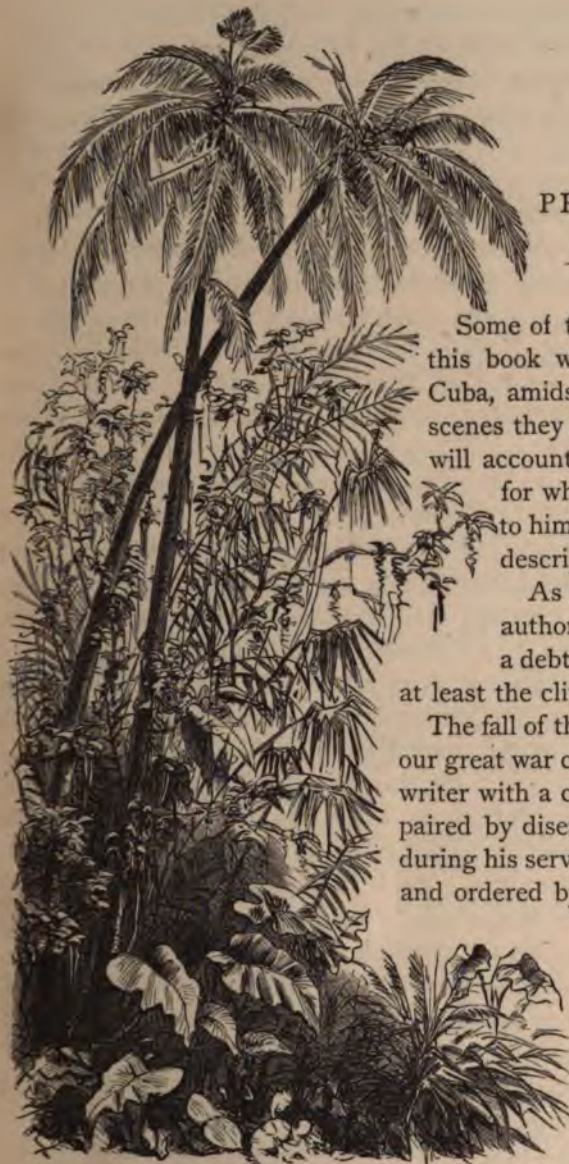 PE
Some of t
this book w
Cuba, amids
scenes they
will account
for wh
to him
descri
As
author
a debt
at least the cli
The fall of th
our great war c
writer with a c
paired by dise
during his serv
and ordered b